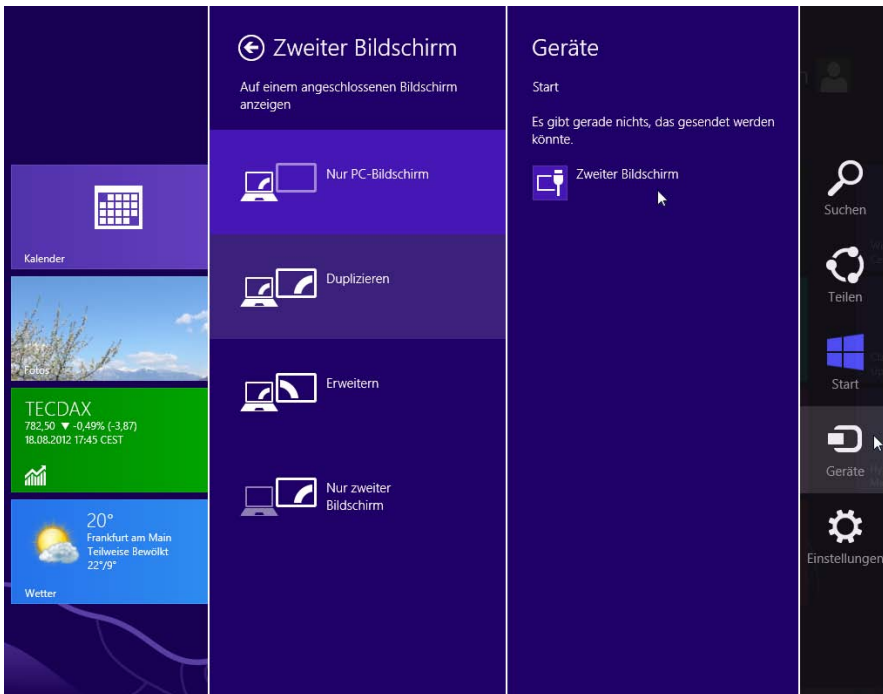 Kalender
Fotos
TECDAX
782,50 ▼ -0,49% (-3,87)
18.08.2012 17:45 CEST
20°
Frankfurt am Main
Teilweise Bewölkt
22°/9°
Wetter
Zweiter Bildschirm
Auf einem angeschlossenen Bildschirm
anzeigen
Nur PC-Bildschirm
Duplizieren
Erweitern
Nur zweiter
Bildschirm
Geräte
Start
Es gibt gerade nichts, das gesendet werden
könnte.
Zweiter Bildschirm
Suchen
Teilen
Start
Geräte
Einstellungen